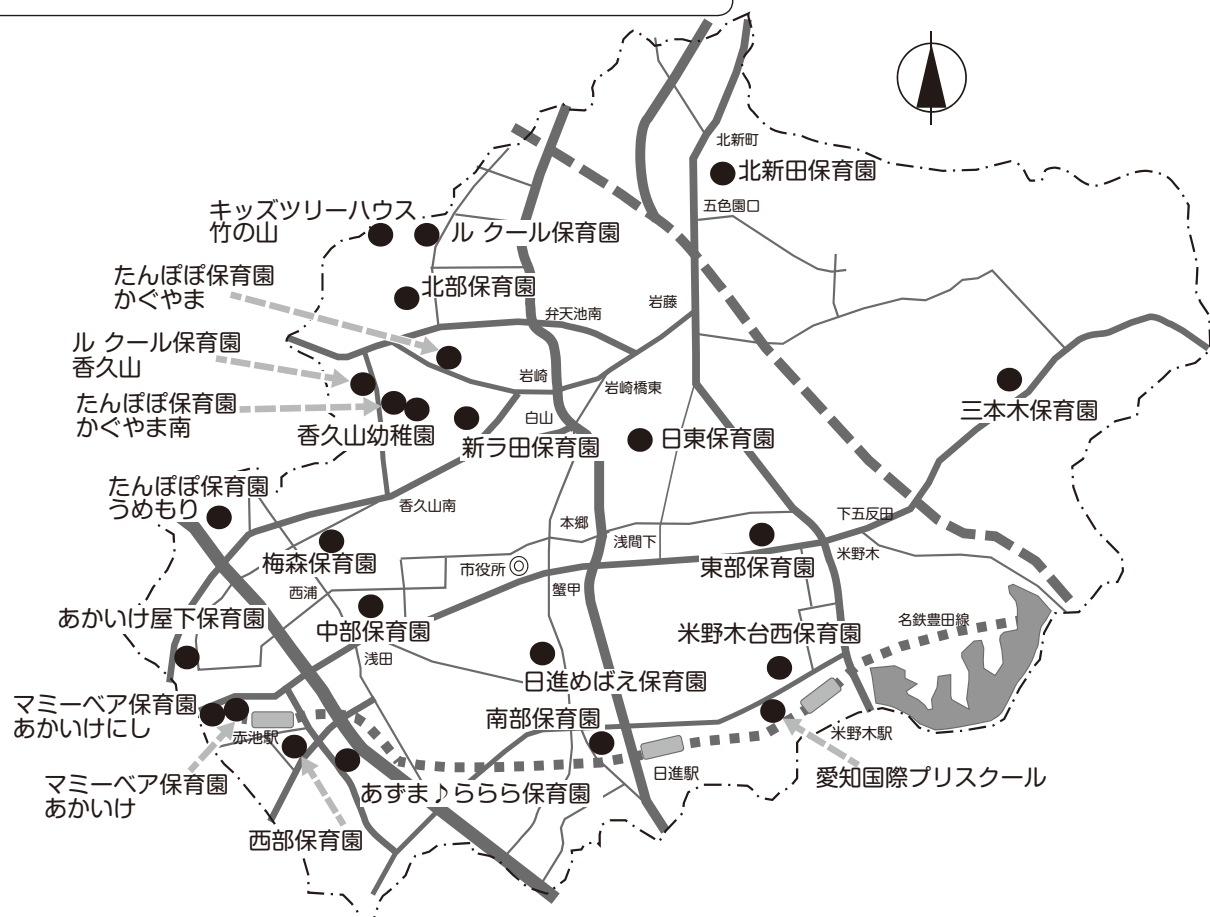 北新町
北新田保育園
五色園口
キッズツリーハウス
竹の山
ル クール保育園
たんぽぽ保育園
かぐやま
北部保育園
弁天池南
岩藤
ル クール保育園
香久山
岩崎
岩崎橋東
たんぽぽ保育園
かぐやま南
香久山幼稚園
白山
新ラ田保育園
日東保育園
三本木保育園
たんぽぽ保育園
うめもり
香久山南
本郷
浅間下
下五反田
米野木
梅森保育園
市役所
東部保育園
西浦
蟹甲
あかいけ屋下保育園
中部保育園
浅田
米野木台西保育園
名鉄豊田線
日進めばえ保育園
マミーベア保育園
あかいけにし
赤池駅
南部保育園
米野木駅
日進駅
愛知国際プリスクール
マミーベア保育園
あかいけ
あずま♪ららら保育園
西部保育園